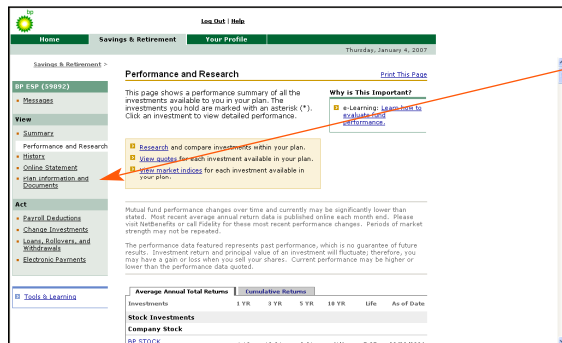 bp
Log Out | Help
Home Savings & Retirement Your Profile
Thursday, January 4, 2007
Savings & Retirement >
BP ESP (59892)
Messages
View
Summary
Performance and Research
History
Online Statement
Plan Information and
Documents
Act
Payroll Deductions
Change Investments
Loans, Rollovers, and
Withdrawals
Electronic Payments
Tools & Learning
Performance and Research
Print This Page
This page shows a performance summary of all the
investments available to you in your plan. The
investments you hold are marked with an asterisk (*).
Click an investment to view detailed performance.
Why is This Important?
e-Learning: Learn how to
evaluate fund
performance.
Research and compare investments within your plan.
View quotes for each investment available in your plan.
View market indices for each investment available in
your plan.
Mutual fund performance changes over time and currently may be significantly lower than
stated. Most recent average annual return data is published online each month end. Please
visit NetBenefits or call Fidelity for these most recent performance changes. Periods of market
strength may not be repeated.
The performance data featured represents past performance, which is no guarantee of future
results. Investment return and principal value of an investment will fluctuate; therefore, you
may have a gain or loss when you sell your shares. Current performance may be higher or
lower than the performance data quoted.
Average Annual Total Returns Cumulative Returns
Investments 1 YR 3 YR 5 YR 10 YR Life As of Date
Stock Investments
Company Stock
BP STOCK